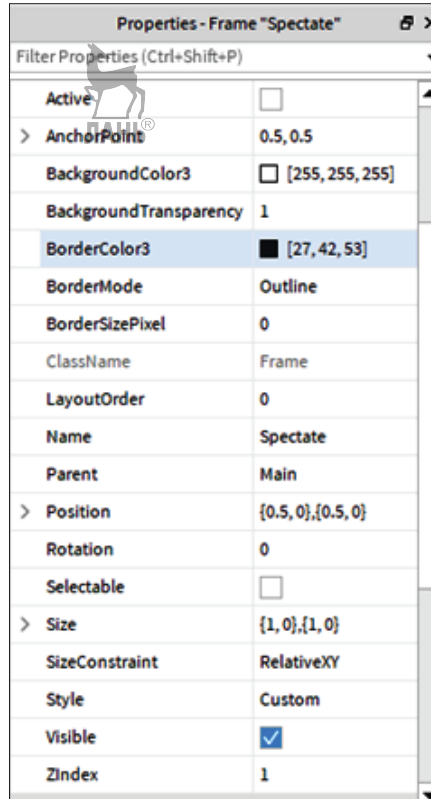 Properties - Frame "Spectate"
Filter Properties (Ctrl+Shift+P)
Active
ЛАНЬ®
AnchorPoint 0.5, 0.5
BackgroundColor3 [255, 255, 255]
BackgroundTransparency 1
BorderColor3 [27, 42, 53]
BorderMode Outline
BorderSizePixel 0
ClassName Frame
LayoutOrder 0
Name Spectate
Parent Main
Position {0.5, 0},{0.5, 0}
Rotation 0
Selectable
Size {1, 0},{1, 0}
SizeConstraint RelativeXY
Style Custom
Visible
ZIndex 1